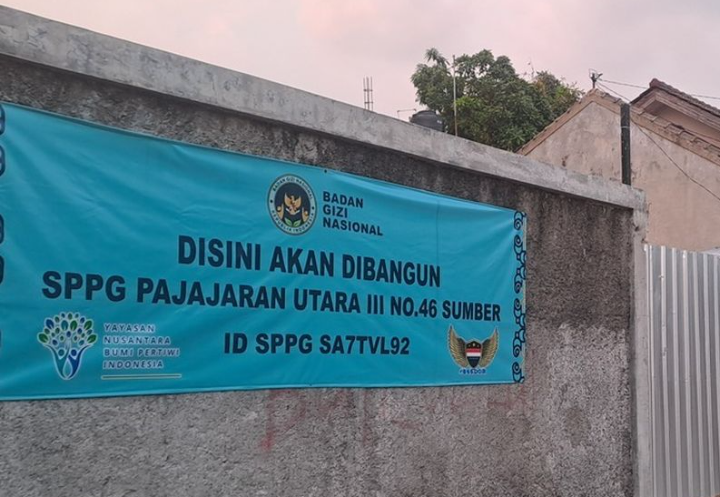 BADAN
GIZI
NASIONAL
DISINI AKAN DIBANGUN
SPPG PAJAJARAN UTARA III NO.46 SUMBER
ID SPPG SA7TVL92
YAYASAN
NUSANTARA
BUMI PERTIWI
INDONESIA